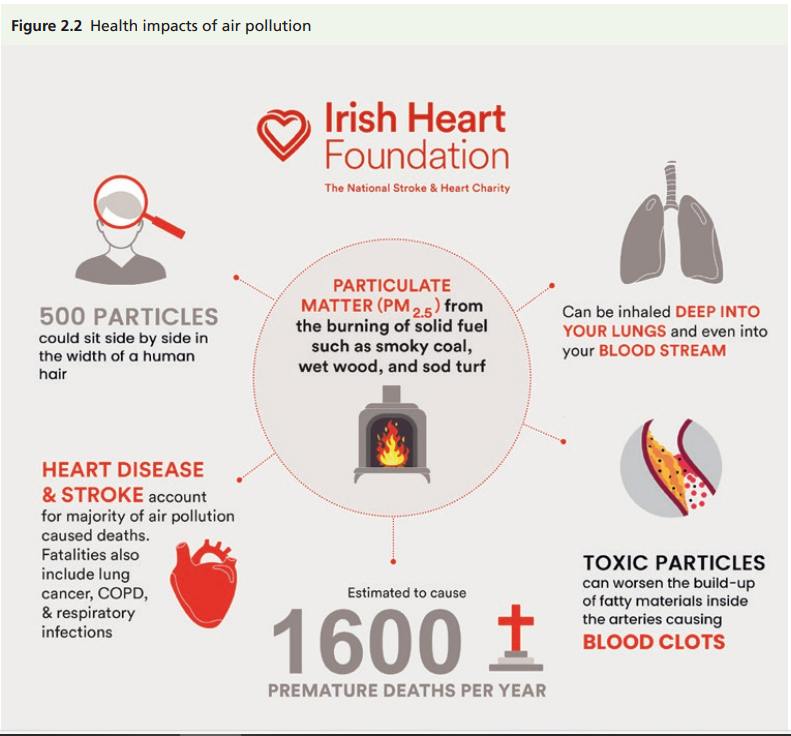 Figure 2.2 Health impacts of air pollution
Irish Heart
Foundation
The National Stroke & Heart Charity
500 PARTICLES
could sit side by side in
the width of a human
hair
PARTICULATE
MATTER (PM2.5) from
the burning of solid fuel
such as smoky coal,
wet wood, and sod turf
Can be inhaled DEEP INTO
YOUR LUNGS and even into
your BLOOD STREAM
HEART DISEASE
& STROKE account
for majority of air pollution
caused deaths.
Fatalities also
include lung
cancer, COPD,
& respiratory
infections
Estimated to cause
1600
PREMATURE DEATHS PER YEAR
TOXIC PARTICLES
can worsen the build-up
of fatty materials inside
the arteries causing
BLOOD CLOTS